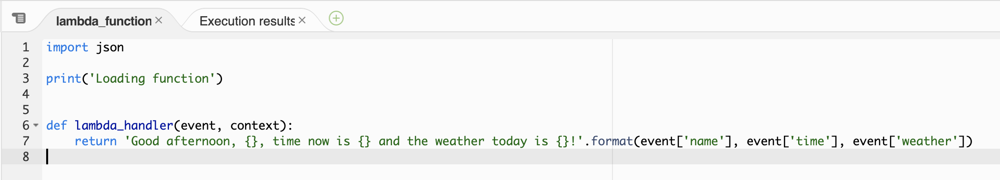 lambda_function
Execution results
1 import json
2
3 print('Loading function')
4
5
6 def lambda_handler(event, context):
7     return 'Good afternoon, {}, time now is {} and the weather today is {}!'.format(event['name'], event['time'], event['weather'])
8